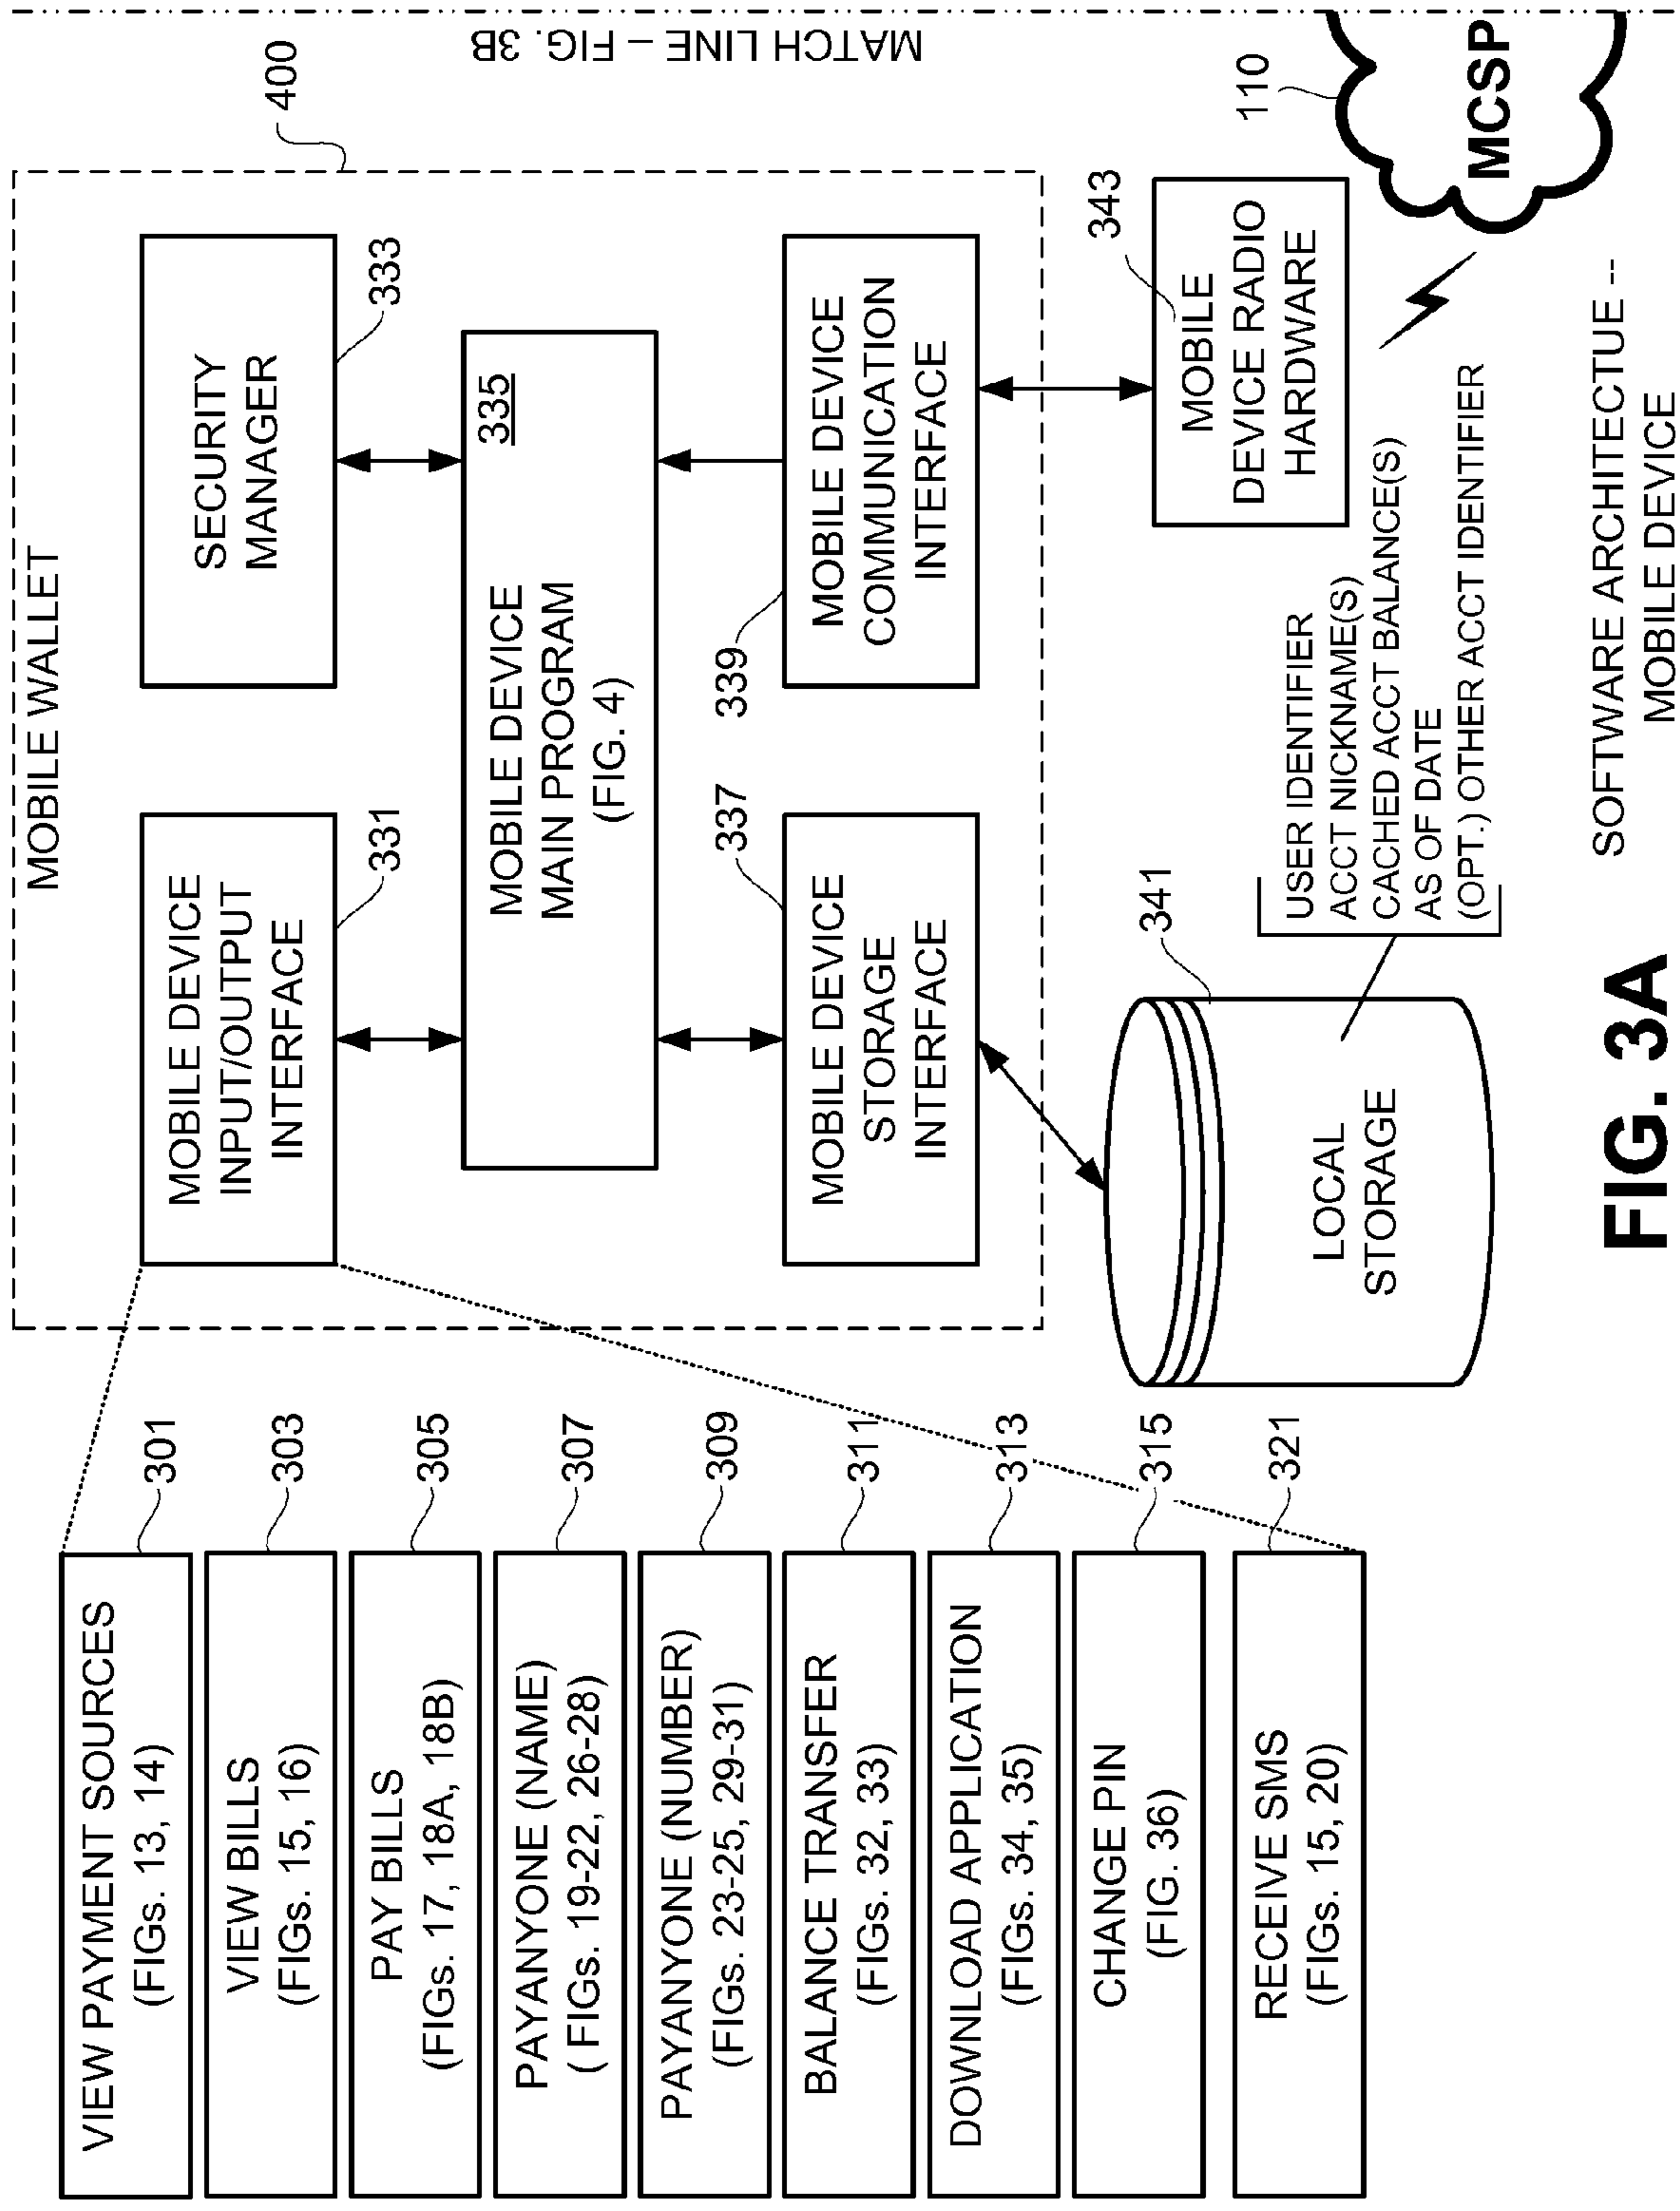 VIEW PAYMENT SOURCES
(FIGs. 13, 14)
301
VIEW BILLS
(FIGs. 15, 16)
303
PAY BILLS
(FIGs. 17, 18A, 18B)
305
PAYANYONE (NAME)
( FIGs. 19-22, 26-28)
307
PAYANYONE (NUMBER)
(FIGs. 23-25, 29-31)
309
BALANCE TRANSFER
(FIGs. 32, 33)
311
DOWNLOAD APPLICATION
(FIGs. 34, 35)
313
CHANGE PIN
(FIG. 36)
315
RECEIVE SMS
(FIGs. 15, 20)
321
MOBILE WALLET
400
MOBILE DEVICE
INPUT/OUTPUT
INTERFACE
331
SECURITY
MANAGER
333
335
MOBILE DEVICE
MAIN PROGRAM
(FIG. 4)
337
MOBILE DEVICE
STORAGE
INTERFACE
339
MOBILE DEVICE
COMMUNICATION
INTERFACE
341
LOCAL
STORAGE
USER IDENTIFIER
ACCT NICKNAME(S)
CACHED ACCT BALANCE(S)
AS OF DATE
(OPT.) OTHER ACCT IDENTIFIER
343
MOBILE
DEVICE RADIO
HARDWARE
110
MCSP
MATCH LINE – FIG. 3B
SOFTWARE ARCHITECTUE --
MOBILE DEVICE
FIG. 3A